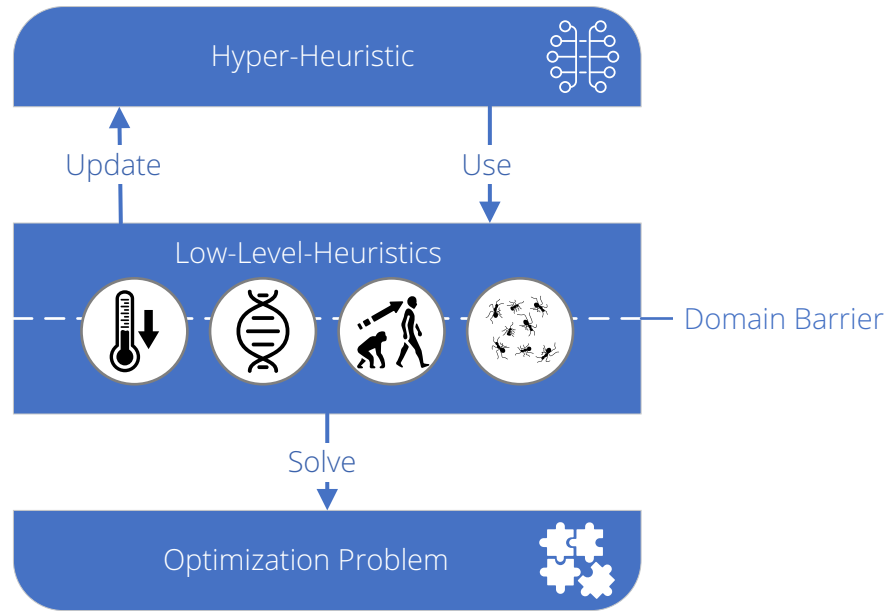 Hyper-Heuristic
Update
Use
Low-Level-Heuristics
Domain Barrier
Solve
Optimization Problem